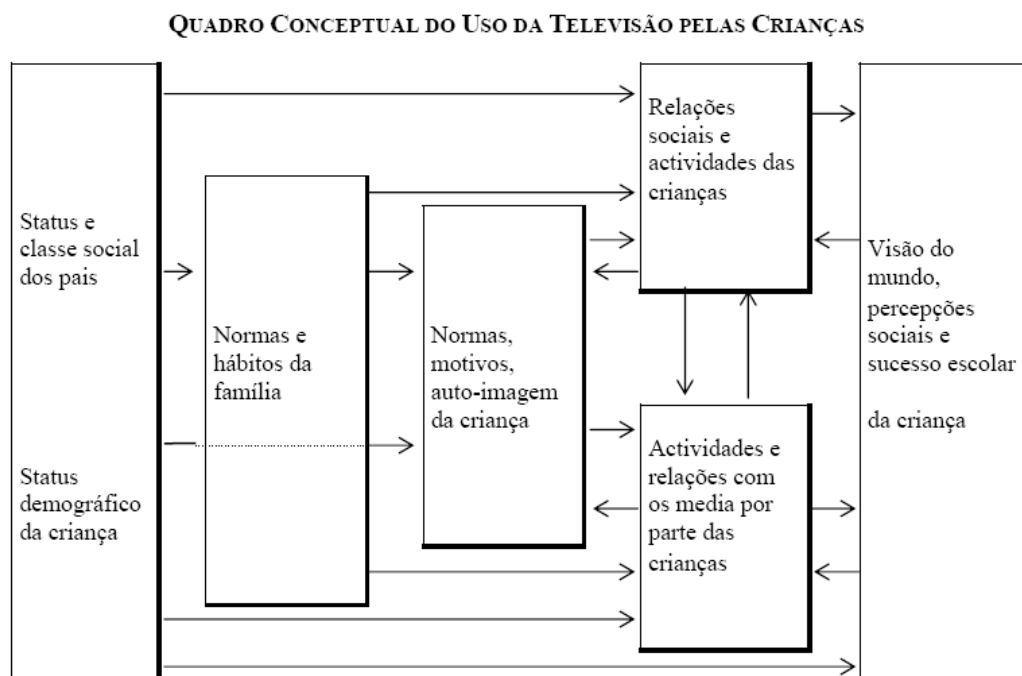 QUADRO CONCEPTUAL DO USO DA TELEVISÃO PELAS CRIANÇAS
Status e
classe social
dos pais
Status
demográfico
da criança
Normas e
hábitos da
família
Normas,
motivos,
auto-imagem
da criança
Relações
sociais e
actividades das
crianças
Actividades e
relações com
os media por
parte das
crianças
Visão do
mundo,
percepções
sociais e
sucesso escolar
da criança